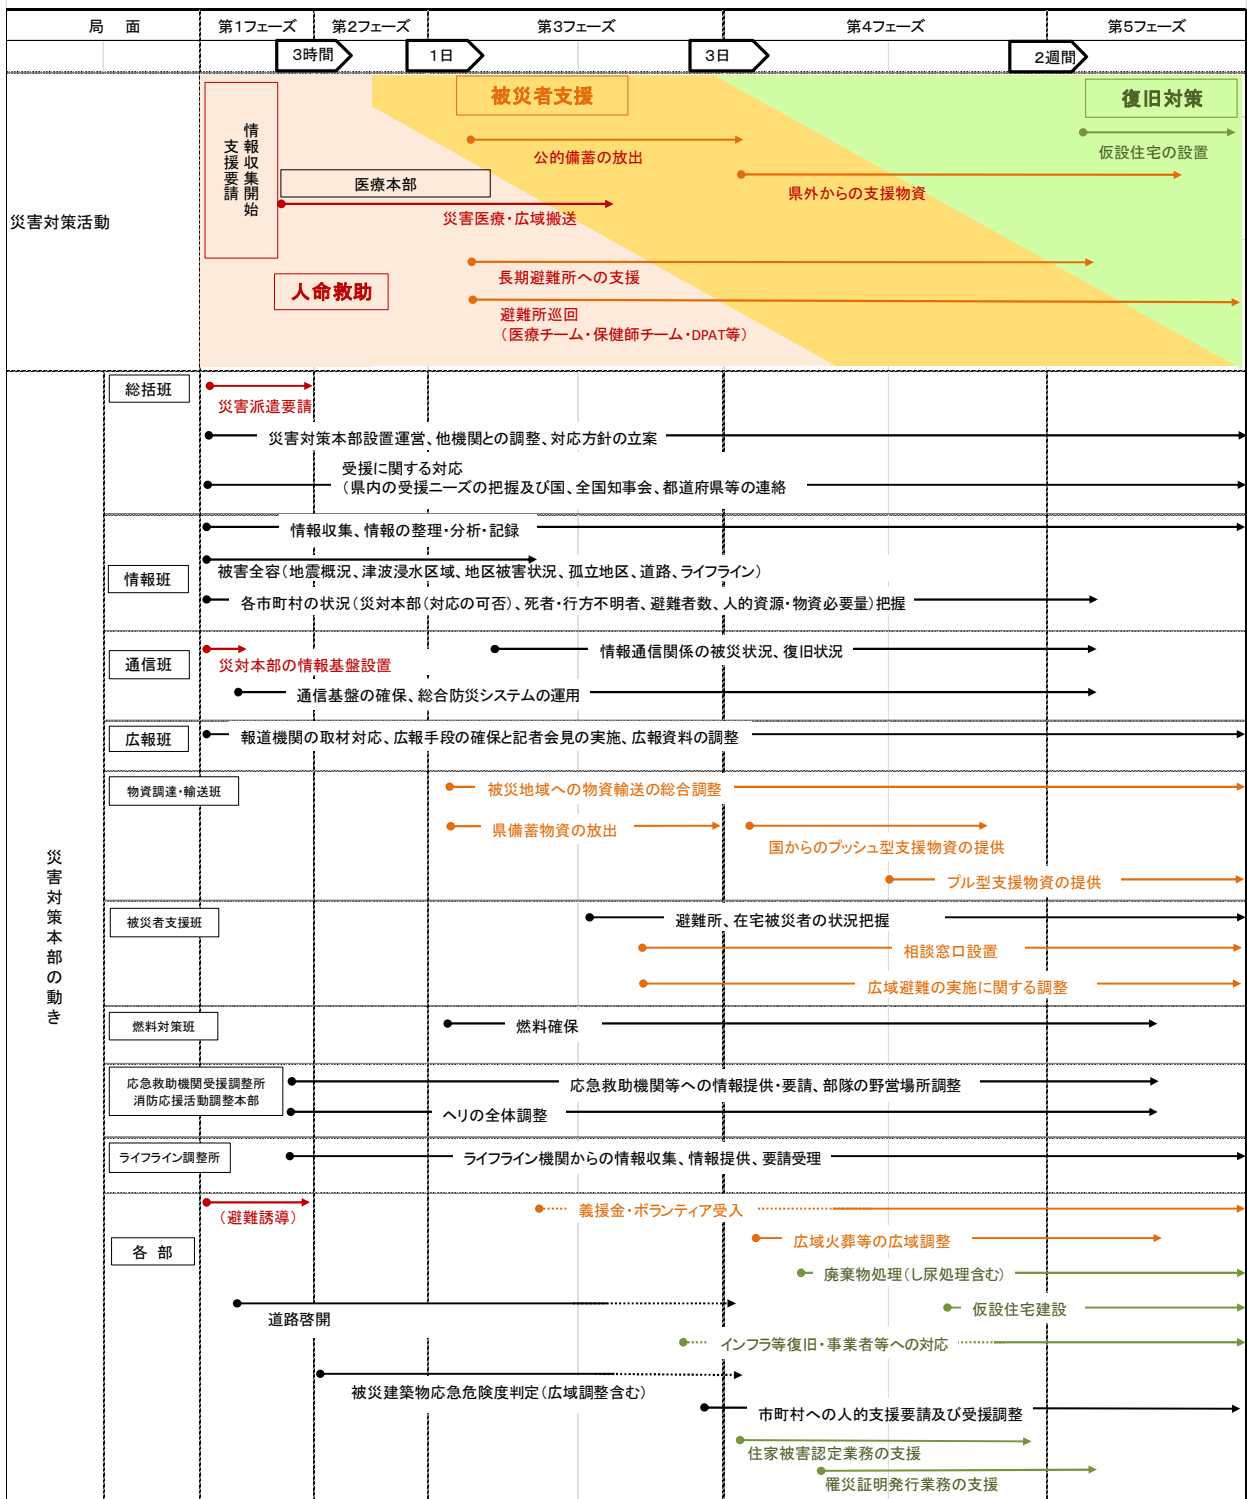 局　面
第1フェーズ
第2フェーズ
第3フェーズ
第4フェーズ
第5フェーズ
3時間
1日
3日
2週間
災害対策活動
情報収集開始
支援要請
被災者支援
復旧対策
公的備蓄の放出
仮設住宅の設置
医療本部
県外からの支援物資
災害医療・広域搬送
長期避難所への支援
人命救助
避難所巡回
（医療チーム・保健師チーム・DPAT等）
災害対策本部の動き
総括班
災害派遣要請
災害対策本部設置運営、他機関との調整、対応方針の立案
受援に関する対応
（県内の受援ニーズの把握及び国、全国知事会、都道府県等の連絡
情報班
情報収集、情報の整理・分析・記録
被害全容（地震概況、津波浸水区域、地区被害状況、孤立地区、道路、ライフライン）
各市町村の状況（災対本部（対応の可否）、死者・行方不明者、避難者数、人的資源・物資必要量）把握
通信班
災対本部の情報基盤設置
情報通信関係の被災状況、復旧状況
通信基盤の確保、総合防災システムの運用
広報班
報道機関の取材対応、広報手段の確保と記者会見の実施、広報資料の調整
物資調達・輸送班
被災地域への物資輸送の総合調整
県備蓄物資の放出
国からのプッシュ型支援物資の提供
プル型支援物資の提供
被災者支援班
避難所、在宅被災者の状況把握
相談窓口設置
広域避難の実施に関する調整
燃料対策班
燃料確保
応急救助機関受援調整所
消防応援活動調整本部
応急救助機関等への情報提供・要請、部隊の野営場所調整
ヘリの全体調整
ライフライン調整所
ライフライン機関からの情報収集、情報提供、要請受理
各　部
（避難誘導）
義援金・ボランティア受入
広域火葬等の広域調整
廃棄物処理（し尿処理含む）
仮設住宅建設
道路啓開
インフラ等復旧・事業者等への対応
被災建築物応急危険度判定（広域調整含む）
市町村への人的支援要請及び受援調整
住家被害認定業務の支援
罹災証明発行業務の支援